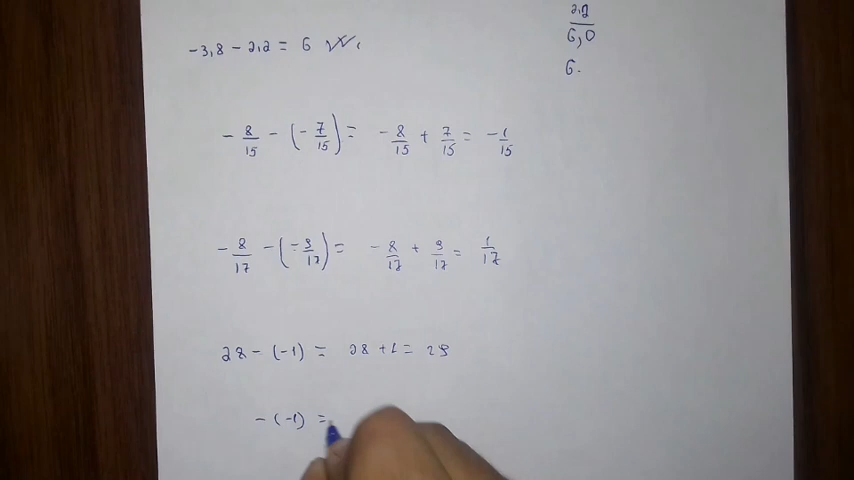 2,2
6,0
6.
-3,8 - 2,2 = 6
-8/15 - (-7/15) = -8/15 + 7/15 = -1/15
-8/17 - (-9/17) = -8/17 + 9/17 = 1/17
28 - (-1) = 28 + 1 = 29
- (-1) =